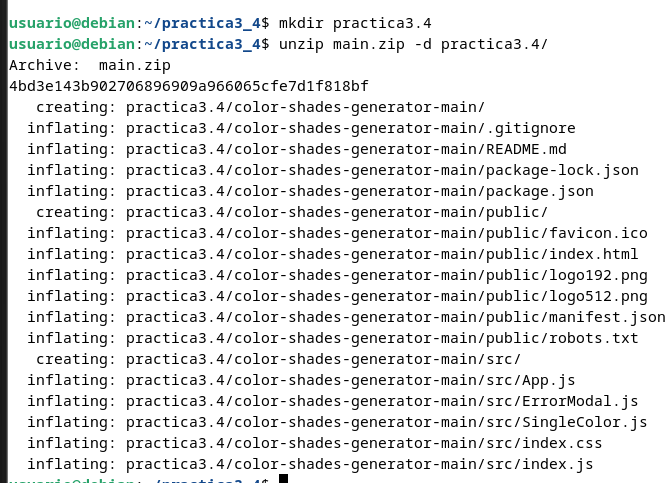 usuario@debian:~/practica3_4$ mkdir practica3.4
usuario@debian:~/practica3_4$ unzip main.zip -d practica3.4/
Archive:  main.zip
4bd3e143b902706896909a966065cfe7d1f818bf
   creating: practica3.4/color-shades-generator-main/
  inflating: practica3.4/color-shades-generator-main/.gitignore
  inflating: practica3.4/color-shades-generator-main/README.md
  inflating: practica3.4/color-shades-generator-main/package-lock.json
  inflating: practica3.4/color-shades-generator-main/package.json
   creating: practica3.4/color-shades-generator-main/public/
  inflating: practica3.4/color-shades-generator-main/public/favicon.ico
  inflating: practica3.4/color-shades-generator-main/public/index.html
  inflating: practica3.4/color-shades-generator-main/public/logo192.png
  inflating: practica3.4/color-shades-generator-main/public/logo512.png
  inflating: practica3.4/color-shades-generator-main/public/manifest.json
  inflating: practica3.4/color-shades-generator-main/public/robots.txt
   creating: practica3.4/color-shades-generator-main/src/
  inflating: practica3.4/color-shades-generator-main/src/App.js
  inflating: practica3.4/color-shades-generator-main/src/ErrorModal.js
  inflating: practica3.4/color-shades-generator-main/src/SingleColor.js
  inflating: practica3.4/color-shades-generator-main/src/index.css
  inflating: practica3.4/color-shades-generator-main/src/index.js
usuario@debian:~/practica3_4$